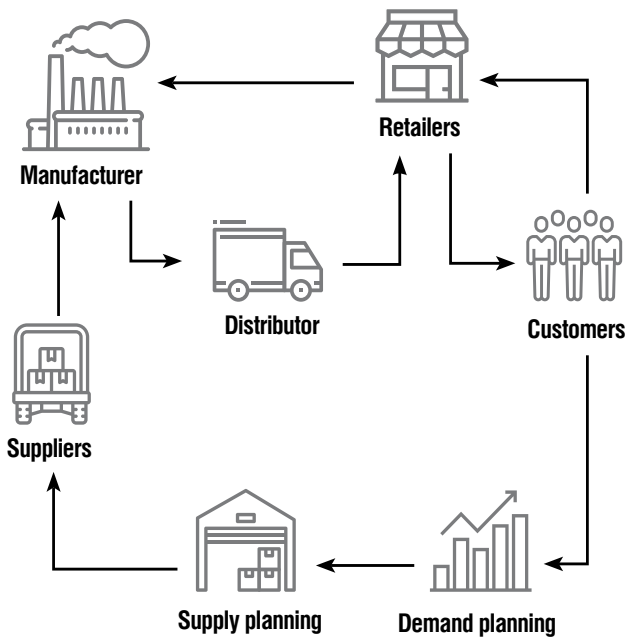 Retailers
Manufacturer
Distributor
Customers
Suppliers
Supply planning
Demand planning